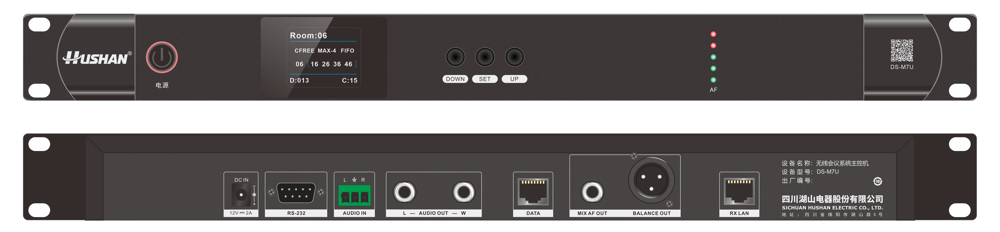 HUSHAN®
电源
Room:06
CFREE MAX-4 FIFO
06 [16 26 36 46]
D:013 C:15
DOWN SET UP
AF
DS-M7U
DC IN
12V⎓2A
RS-232
L R
AUDIO IN
L — AUDIO OUT — W
DATA
MIX AF OUT BALANCE OUT
RX LAN
设备名称: 无线会议系统主控机
设备型号: DS-M7U
出厂编号:
10
四川湖山电器股份有限公司
SICHUAN HUSHAN ELECTRIC CO., LTD.
地址: 四川省绵阳市湖山路5号